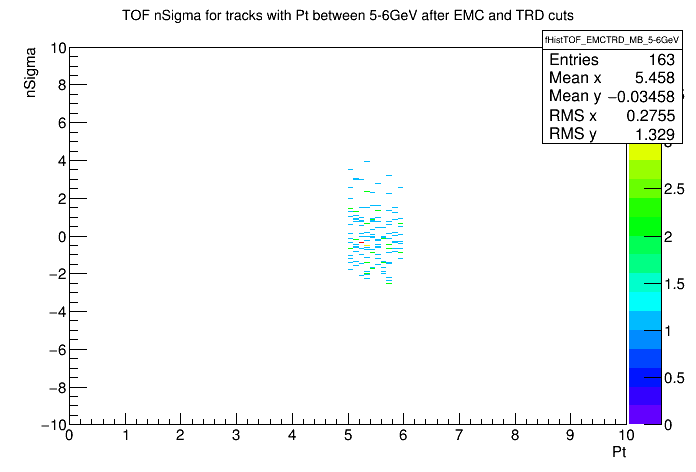 TOF nSigma for tracks with Pt between 5-6GeV after EMC and TRD cuts
fHistTOF_EMCTRD_MB_5-6GeV
Entries 163
Mean x 5.458
Mean y −0.03458
RMS x 0.2755
RMS y 1.329
nSigma
10
8
6
4
2
0
−2
−4
−6
−8
−10
0 1 2 3 4 5 6 7 8 9 10
Pt
2.5
2
1.5
1
0.5
0